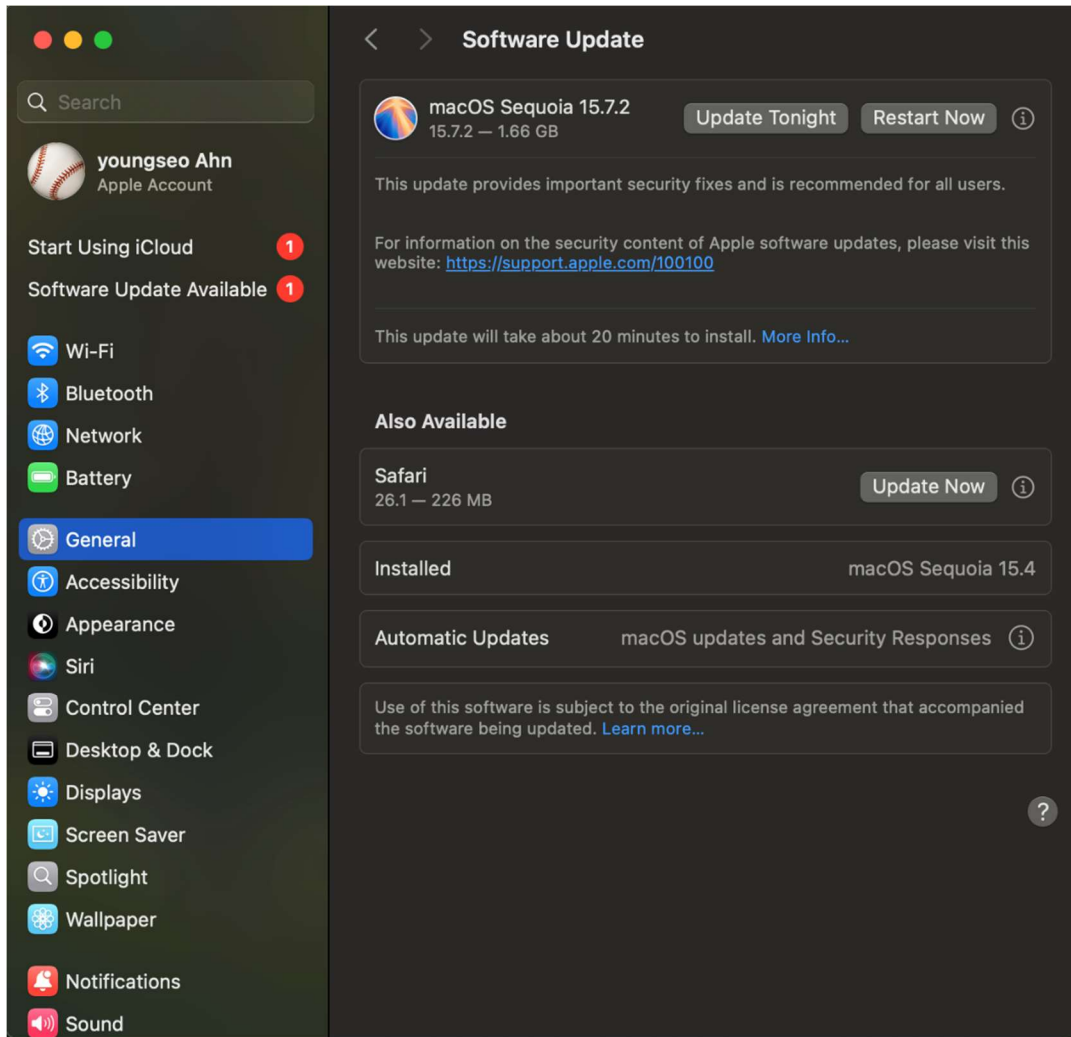 Search
youngseo Ahn
Apple Account
Start Using iCloud 1
Software Update Available 1
Wi-Fi
Bluetooth
Network
Battery
General
Accessibility
Appearance
Siri
Control Center
Desktop & Dock
Displays
Screen Saver
Spotlight
Wallpaper
Notifications
Sound
Software Update
macOS Sequoia 15.7.2
15.7.2 — 1.66 GB
Update Tonight
Restart Now
This update provides important security fixes and is recommended for all users.
For information on the security content of Apple software updates, please visit this
website: https://support.apple.com/100100
This update will take about 20 minutes to install. More Info...
Also Available
Safari
26.1 — 226 MB
Update Now
Installed macOS Sequoia 15.4
Automatic Updates macOS updates and Security Responses
Use of this software is subject to the original license agreement that accompanied
the software being updated. Learn more...
?